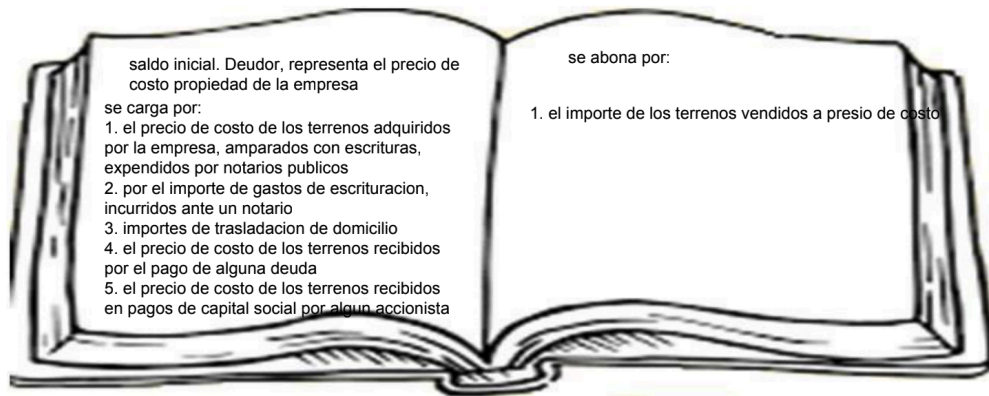 saldo inicial. Deudor, representa el precio de
costo propiedad de la empresa
se carga por:
1. el precio de costo de los terrenos adquiridos
por la empresa, amparados con escrituras,
expendidos por notarios publicos
2. por el importe de gastos de escrituracion,
incurridos ante un notario
3. importes de trasladacion de domicilio
4. el precio de costo de los terrenos recibidos
por el pago de alguna deuda
5. el precio de costo de los terrenos recibidos
en pagos de capital social por algun accionista
se abona por:
1. el importe de los terrenos vendidos a presio de costo